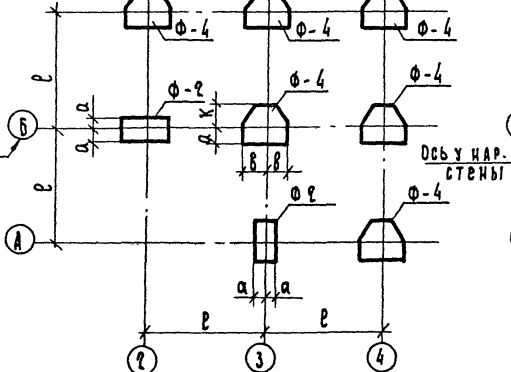 Ф-4 Ф-4 Ф-4
Ф-2 Ф-4 Ф-4
l
а
к
Б
а
а
в в
Ось у нар.
стены
l
Ф2 Ф-4
А
а а
l l
2 3 4